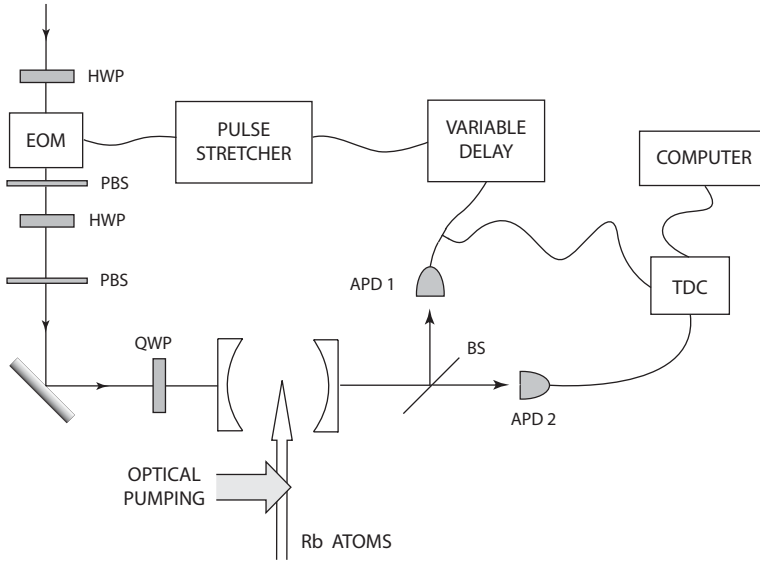 HWP
EOM
PULSE
STRETCHER
VARIABLE
DELAY
COMPUTER
PBS
HWP
PBS
APD 1
TDC
QWP
BS
APD 2
OPTICAL
PUMPING
Rb ATOMS